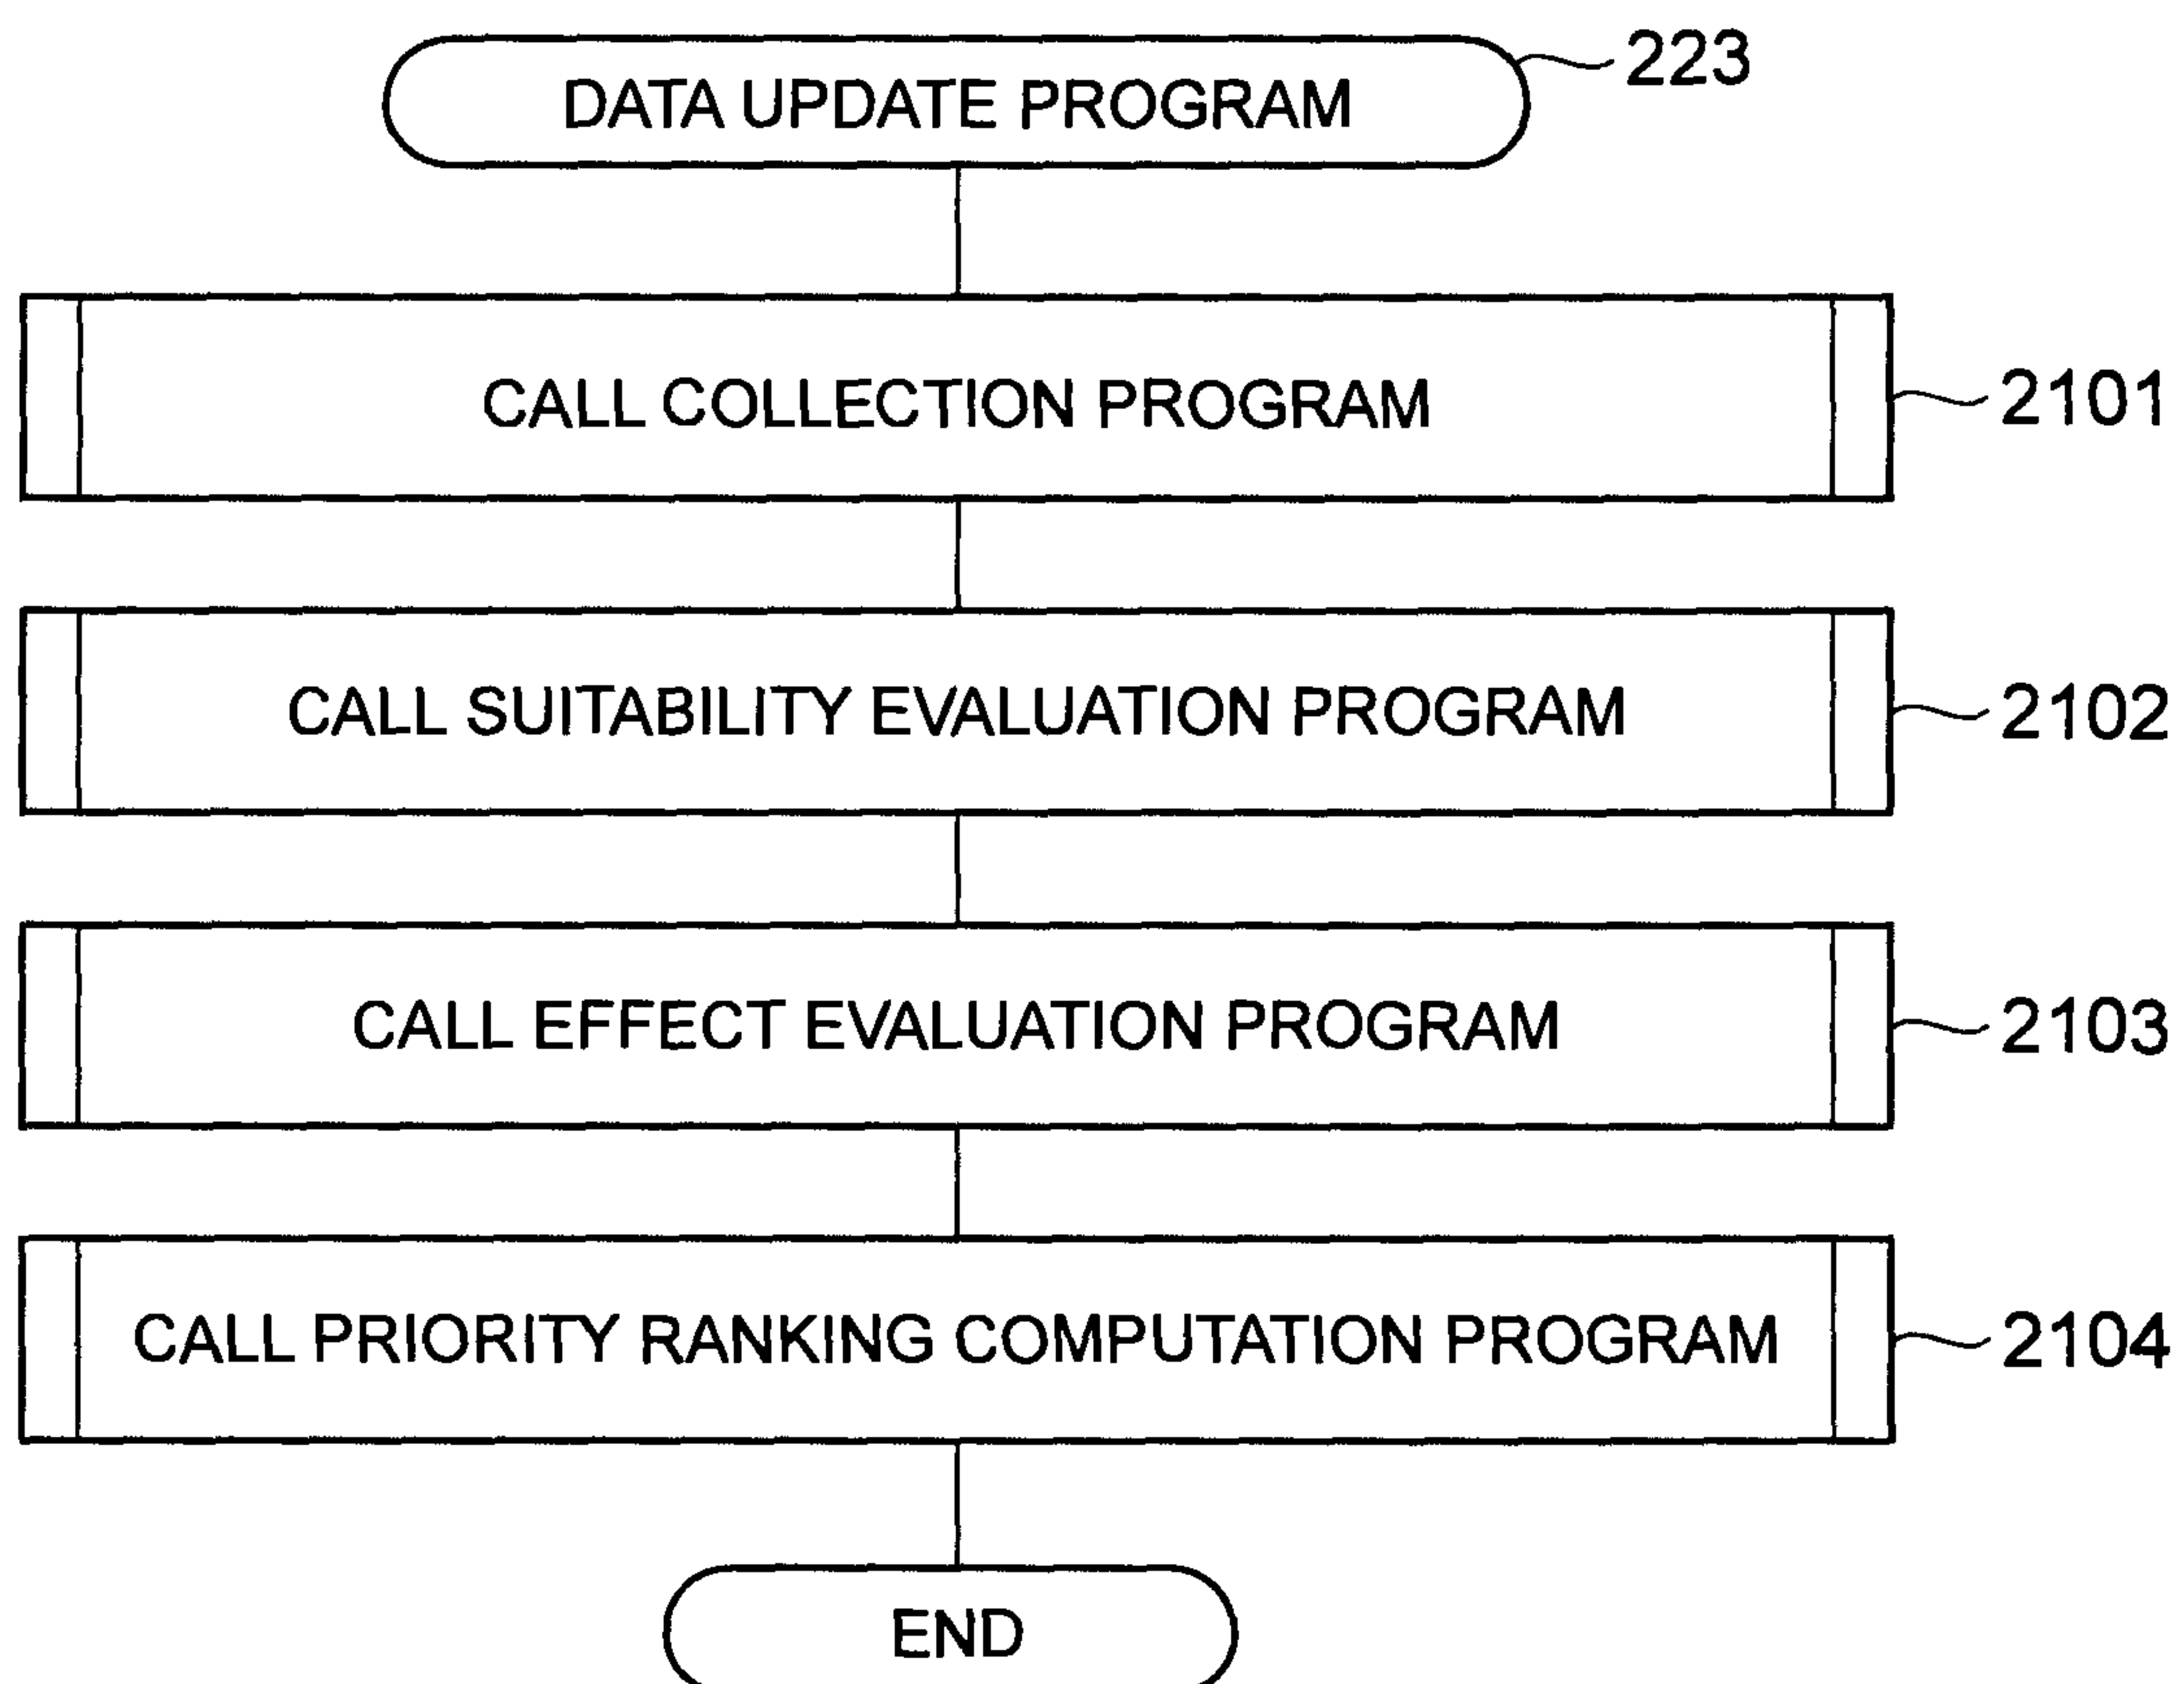 DATA UPDATE PROGRAM
223
CALL COLLECTION PROGRAM
2101
CALL SUITABILITY EVALUATION PROGRAM
2102
CALL EFFECT EVALUATION PROGRAM
2103
CALL PRIORITY RANKING COMPUTATION PROGRAM
2104
END